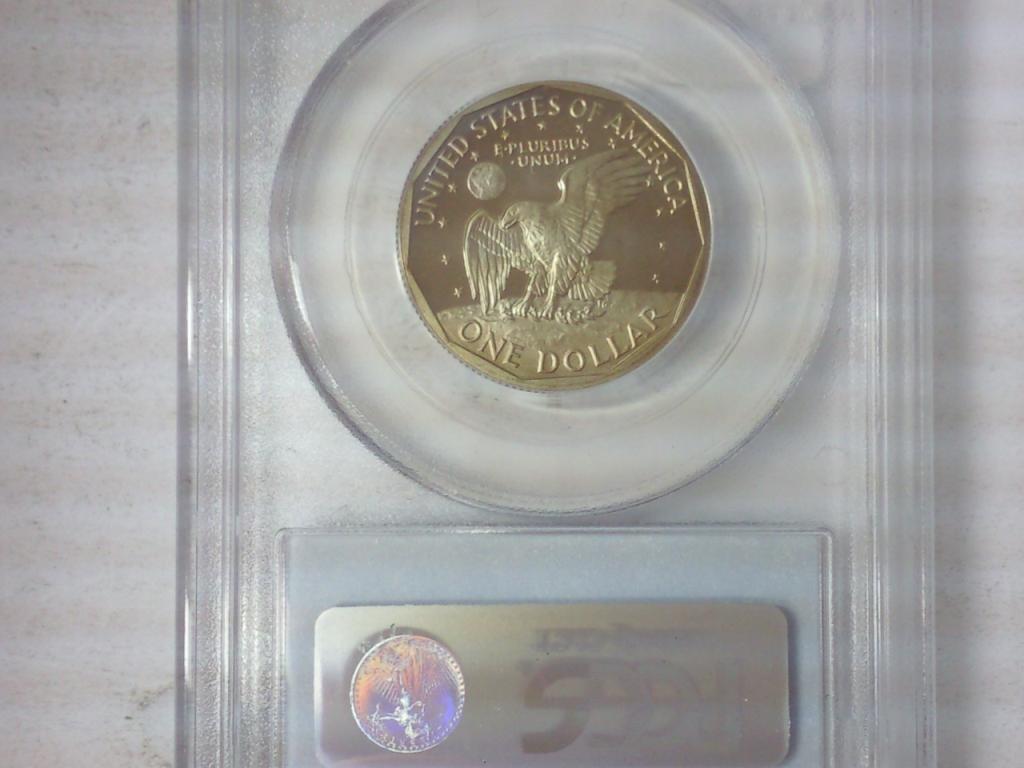 UNITED STATES OF AMERICA
E·PLURIBUS
·UNUM·
ONE DOLLAR